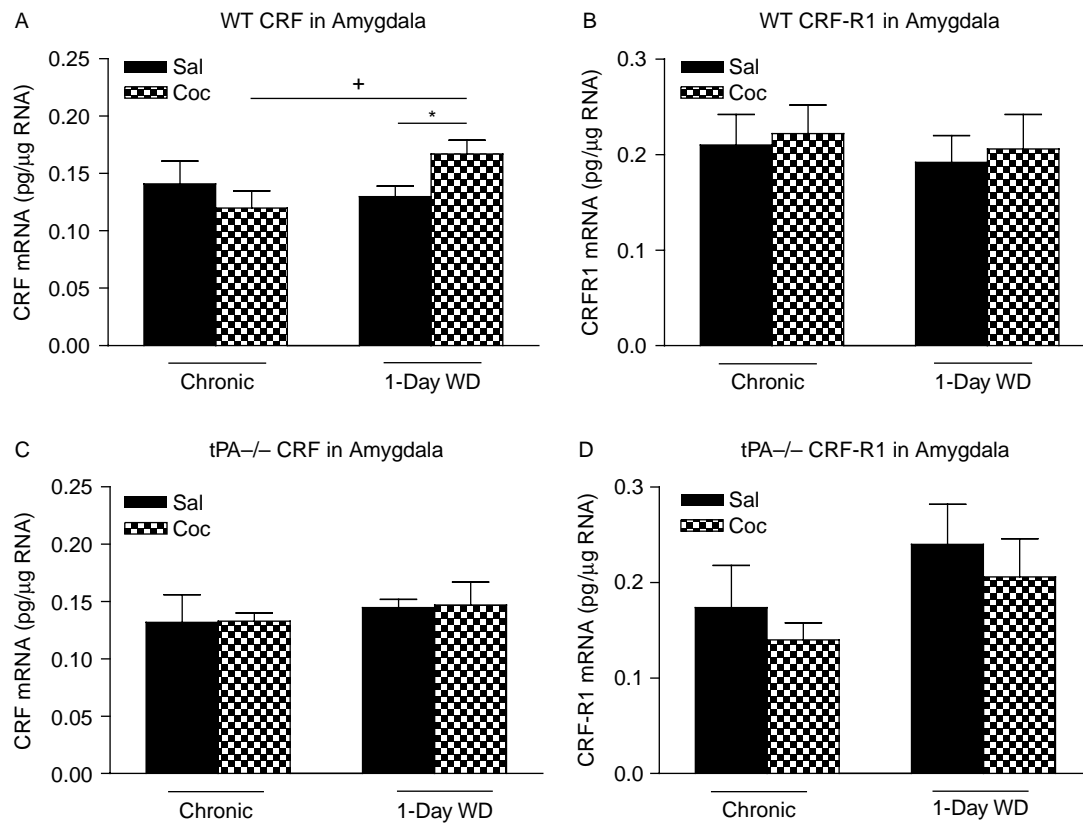 A
WT CRF in Amygdala
CRF mRNA (pg/μg RNA)
0.25
0.20
0.15
0.10
0.05
0.00
Sal
Coc
+
*
Chronic
1-Day WD
B
WT CRF-R1 in Amygdala
CRFR1 mRNA (pg/μg RNA)
0.3
0.2
0.1
0.0
Sal
Coc
Chronic
1-Day WD
C
tPA–/– CRF in Amygdala
CRF mRNA (pg/μg RNA)
0.25
0.20
0.15
0.10
0.05
0.00
Sal
Coc
Chronic
1-Day WD
D
tPA–/– CRF-R1 in Amygdala
CRF-R1 mRNA (pg/μg RNA)
0.3
0.2
0.1
0.0
Sal
Coc
Chronic
1-Day WD